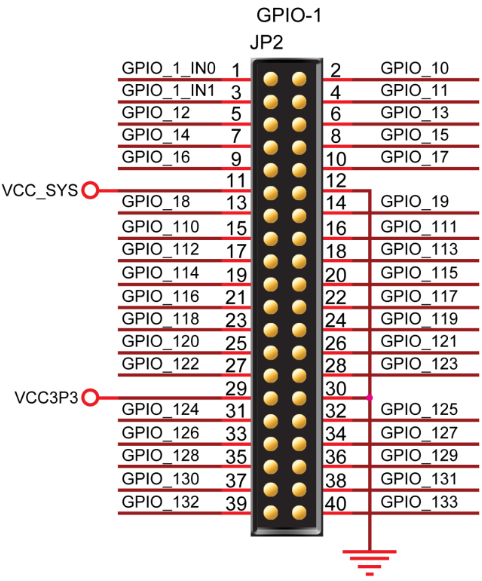 GPIO-1
JP2
GPIO_1_IN0 1 2 GPIO_10
GPIO_1_IN1 3 4 GPIO_11
GPIO_12 5 6 GPIO_13
GPIO_14 7 8 GPIO_15
GPIO_16 9 10 GPIO_17
VCC_SYS 11 12
GPIO_18 13 14 GPIO_19
GPIO_110 15 16 GPIO_111
GPIO_112 17 18 GPIO_113
GPIO_114 19 20 GPIO_115
GPIO_116 21 22 GPIO_117
GPIO_118 23 24 GPIO_119
GPIO_120 25 26 GPIO_121
GPIO_122 27 28 GPIO_123
VCC3P3 29 30
GPIO_124 31 32 GPIO_125
GPIO_126 33 34 GPIO_127
GPIO_128 35 36 GPIO_129
GPIO_130 37 38 GPIO_131
GPIO_132 39 40 GPIO_133